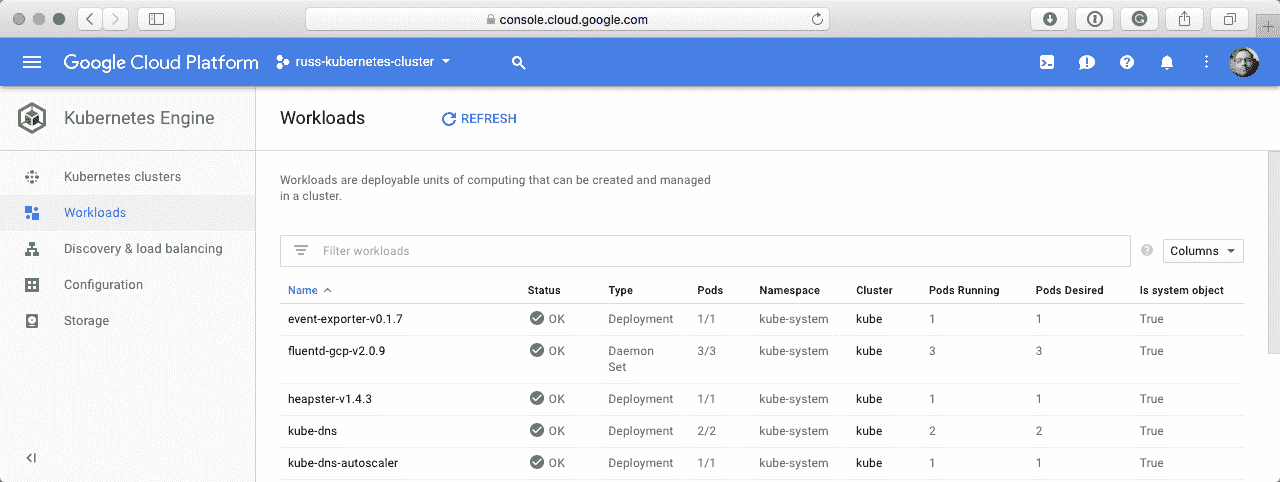 console.cloud.google.com
Google Cloud Platform russ-kubernetes-cluster
Kubernetes Engine
Workloads
REFRESH
Kubernetes clusters
Workloads
Discovery & load balancing
Configuration
Storage
Workloads are deployable units of computing that can be created and managed
in a cluster.
Filter workloads
Columns
Name Status Type Pods Namespace Cluster Pods Running Pods Desired Is system object
event-exporter-v0.1.7 OK Deployment 1/1 kube-system kube 1 1 True
fluentd-gcp-v2.0.9 OK Daemon 3/3 kube-system kube 3 3 True
Set
heapster-v1.4.3 OK Deployment 1/1 kube-system kube 1 1 True
kube-dns OK Deployment 2/2 kube-system kube 2 2 True
kube-dns-autoscaler OK Deployment 1/1 kube-system kube 1 1 True